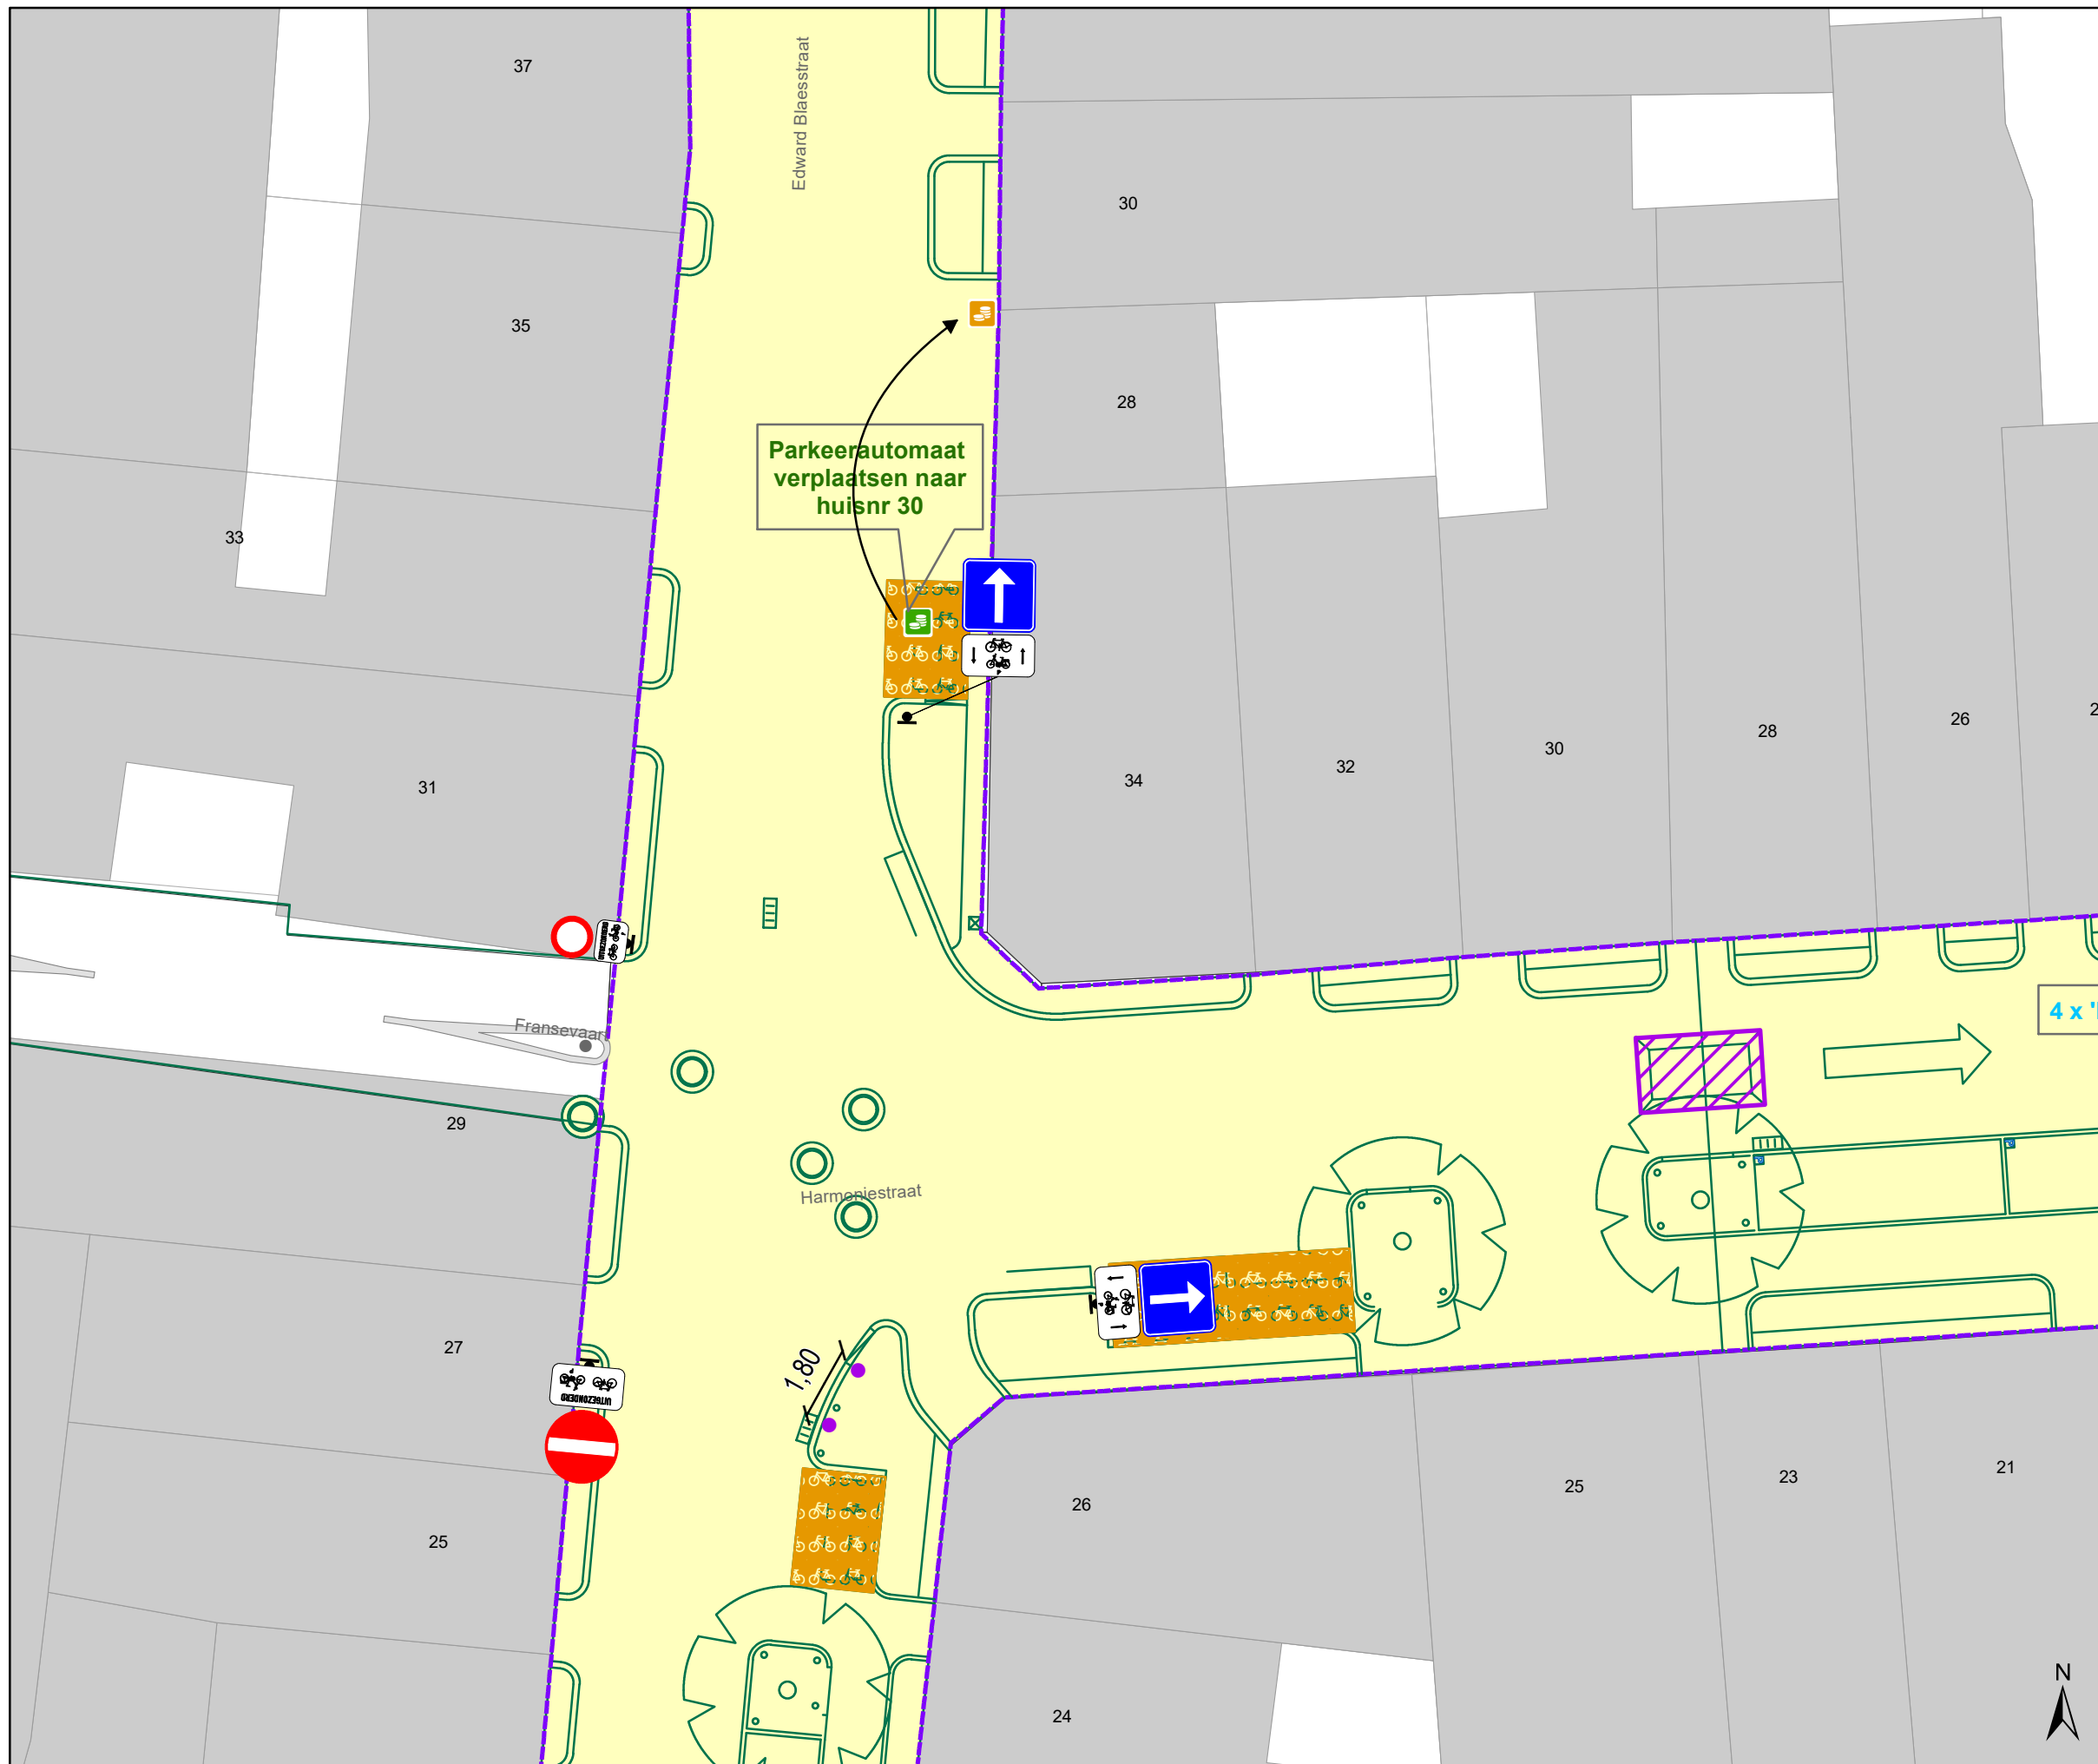 37
Edward Blaesstraat
30
35
28
Parkeerautomaat
verplaatsen naar
huisnr 30
33
26
28
30
32
34
31
4 x '
Fransevaart
29
Harmoniestraat
27
1,80
UITGEZONDERD
21
23
25
26
25
N
24